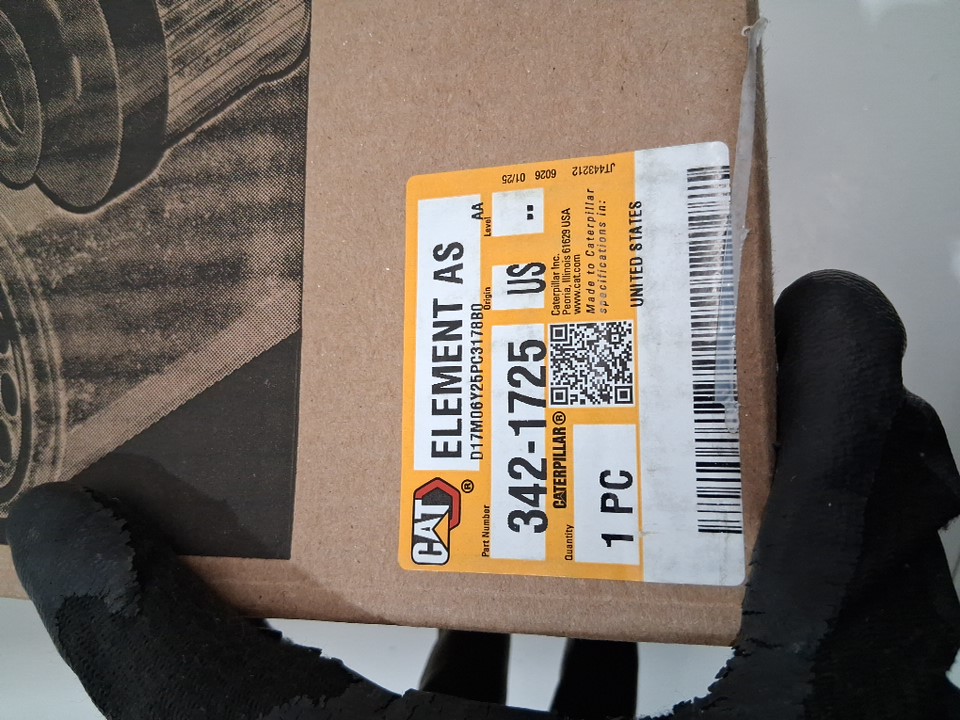 CAT®
ELEMENT AS
D17M06Y25PC3178BD
AA
Part Number
Origin
Level
342-1725
US
--
CATERPILLAR®
Caterpillar Inc.
Peoria, Illinois 61629 USA
www.cat.com
Made to Caterpillar
specifications in:
UNITED STATES
Quantity
1 PC
6026 01/25
JT443212